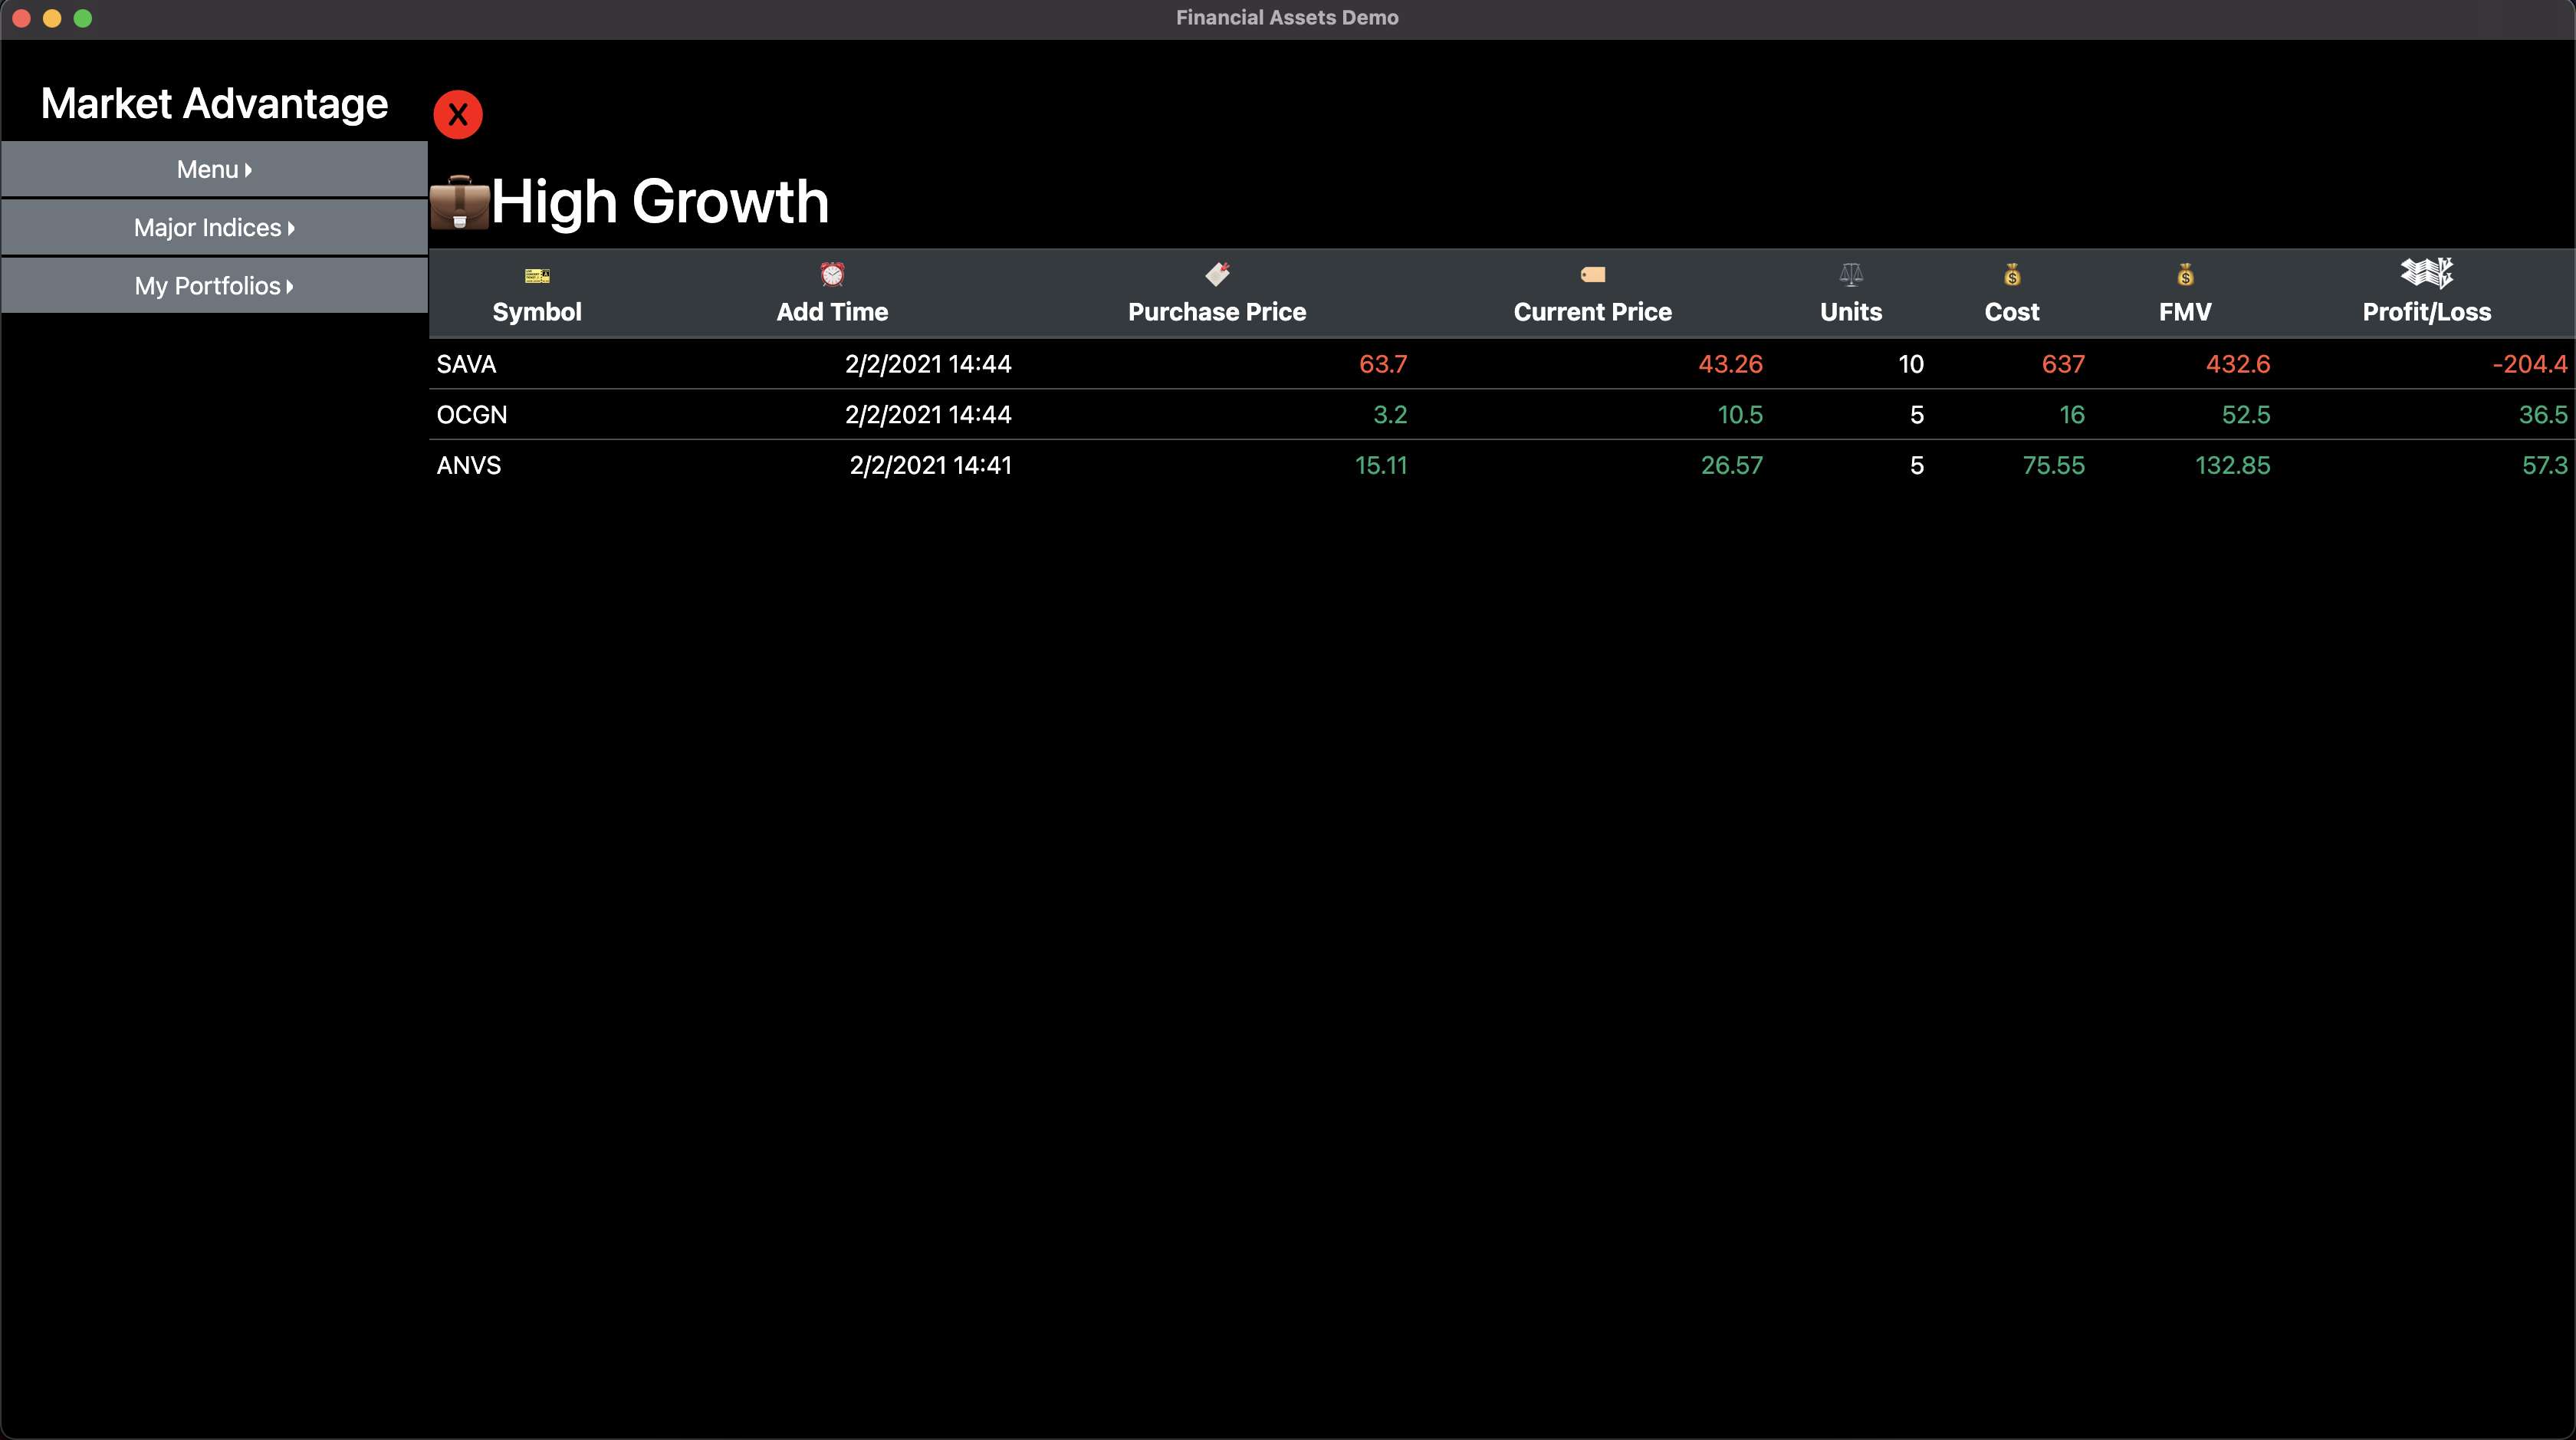 Financial Assets Demo
Market Advantage
X
Menu
Major Indices
My Portfolios
High Growth
Symbol Add Time Purchase Price Current Price Units Cost FMV Profit/Loss
SAVA 2/2/2021 14:44 63.7 43.26 10 637 432.6 -204.4
OCGN 2/2/2021 14:44 3.2 10.5 5 16 52.5 36.5
ANVS 2/2/2021 14:41 15.11 26.57 5 75.55 132.85 57.3